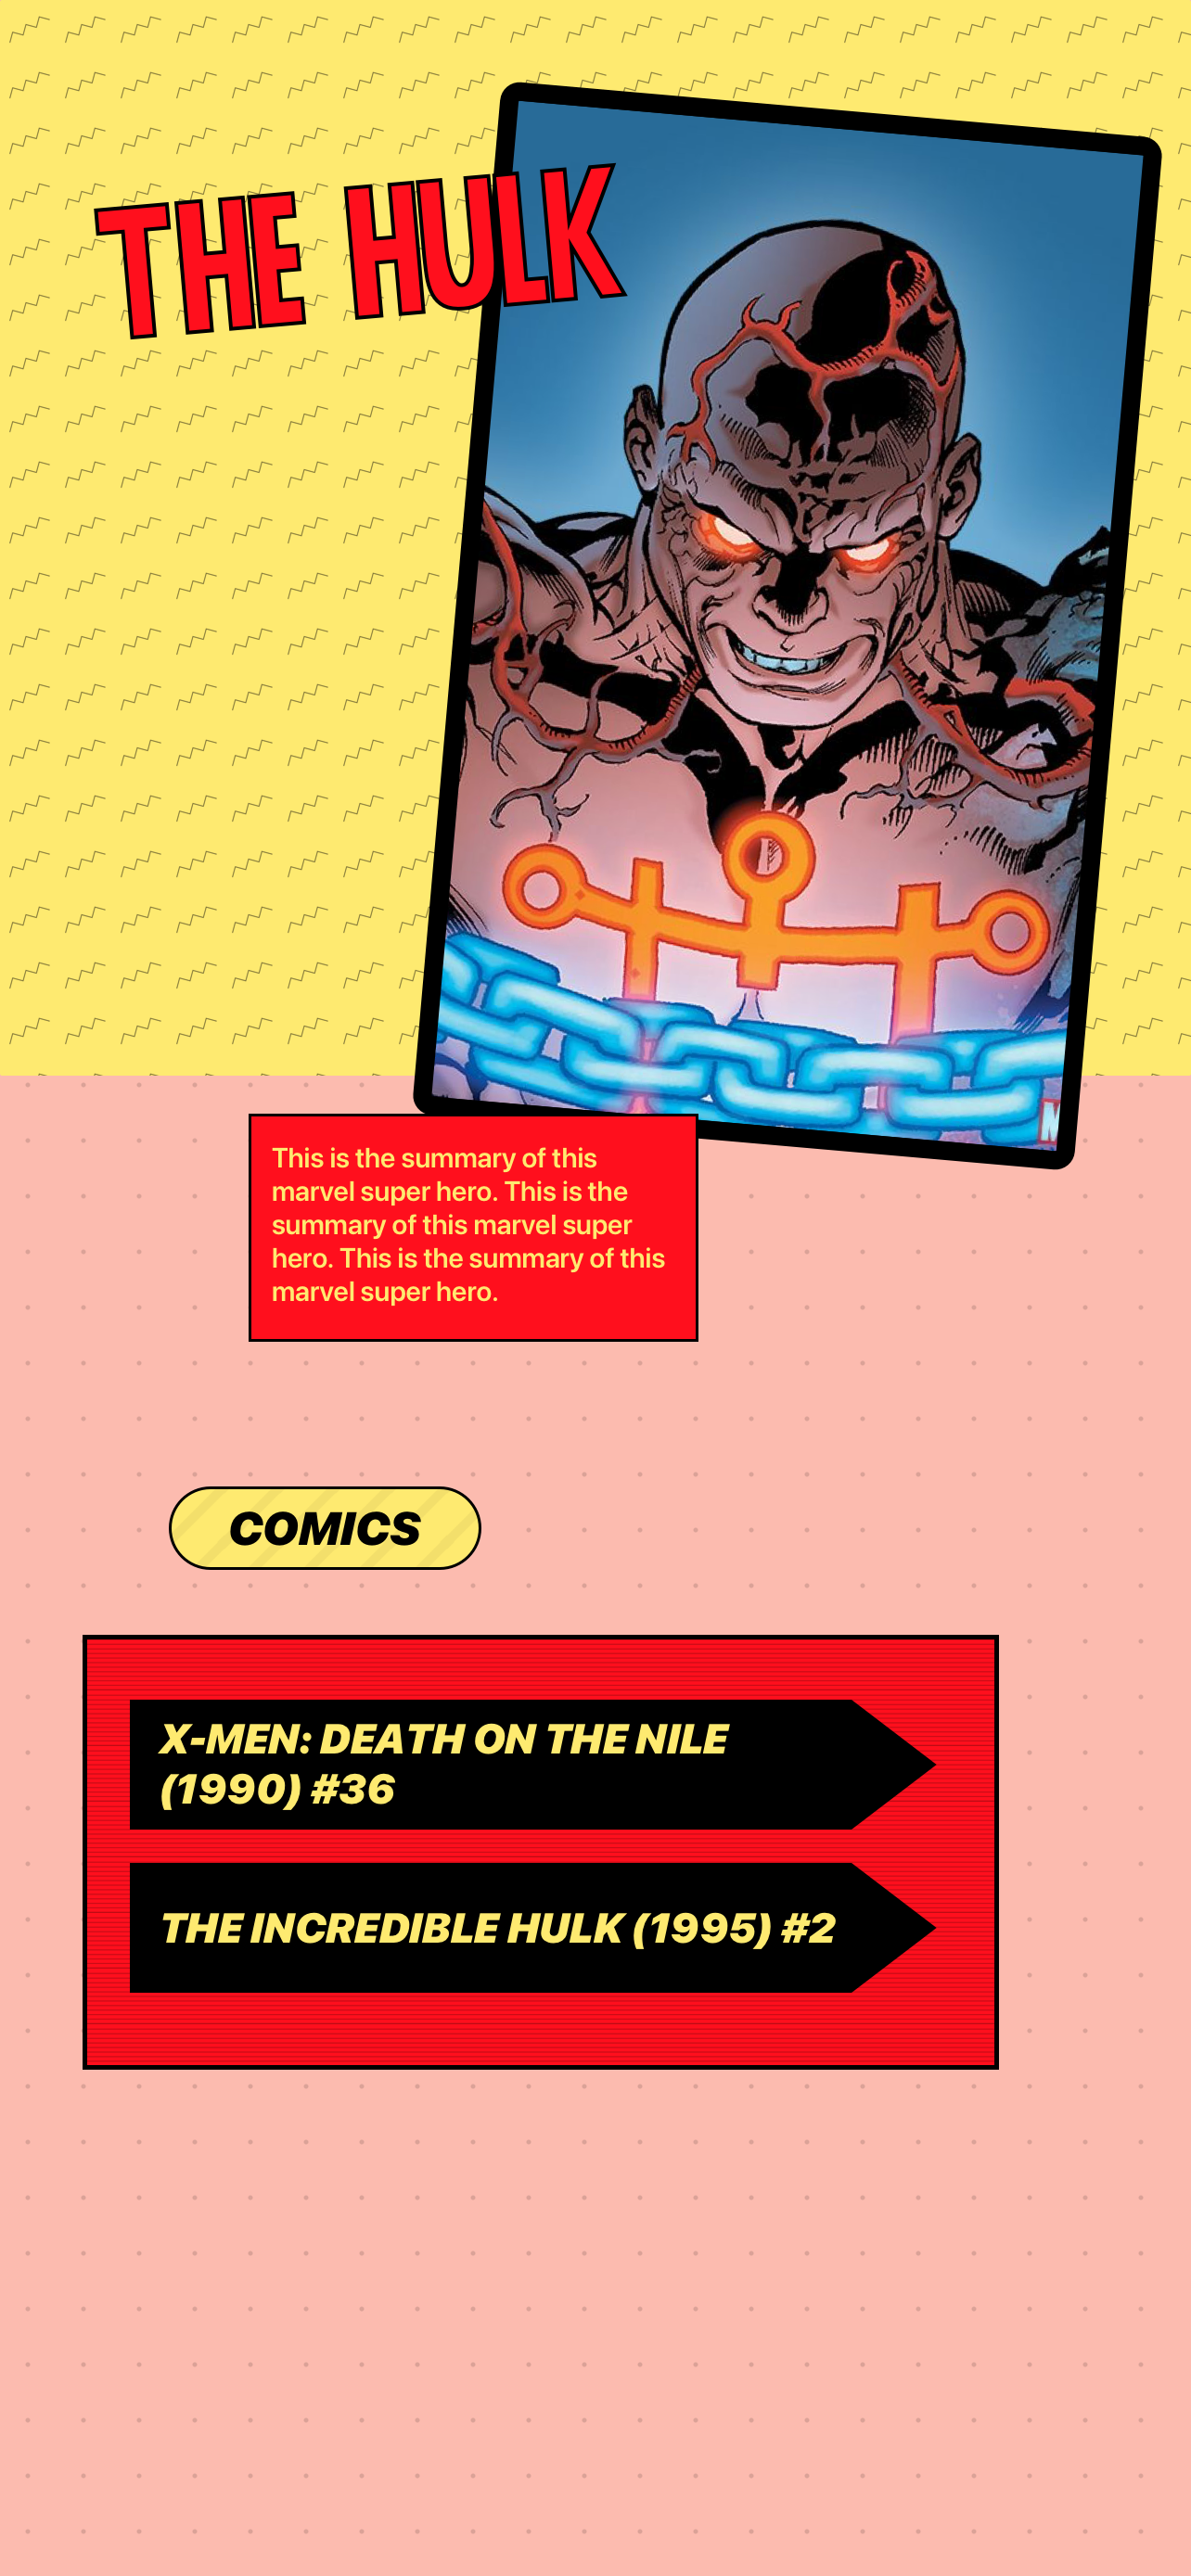 THE HULK
This is the summary of this
marvel super hero. This is the
summary of this marvel super
hero. This is the summary of this
marvel super hero.
COMICS
X-MEN: DEATH ON THE NILE
(1990) #36
THE INCREDIBLE HULK (1995) #2